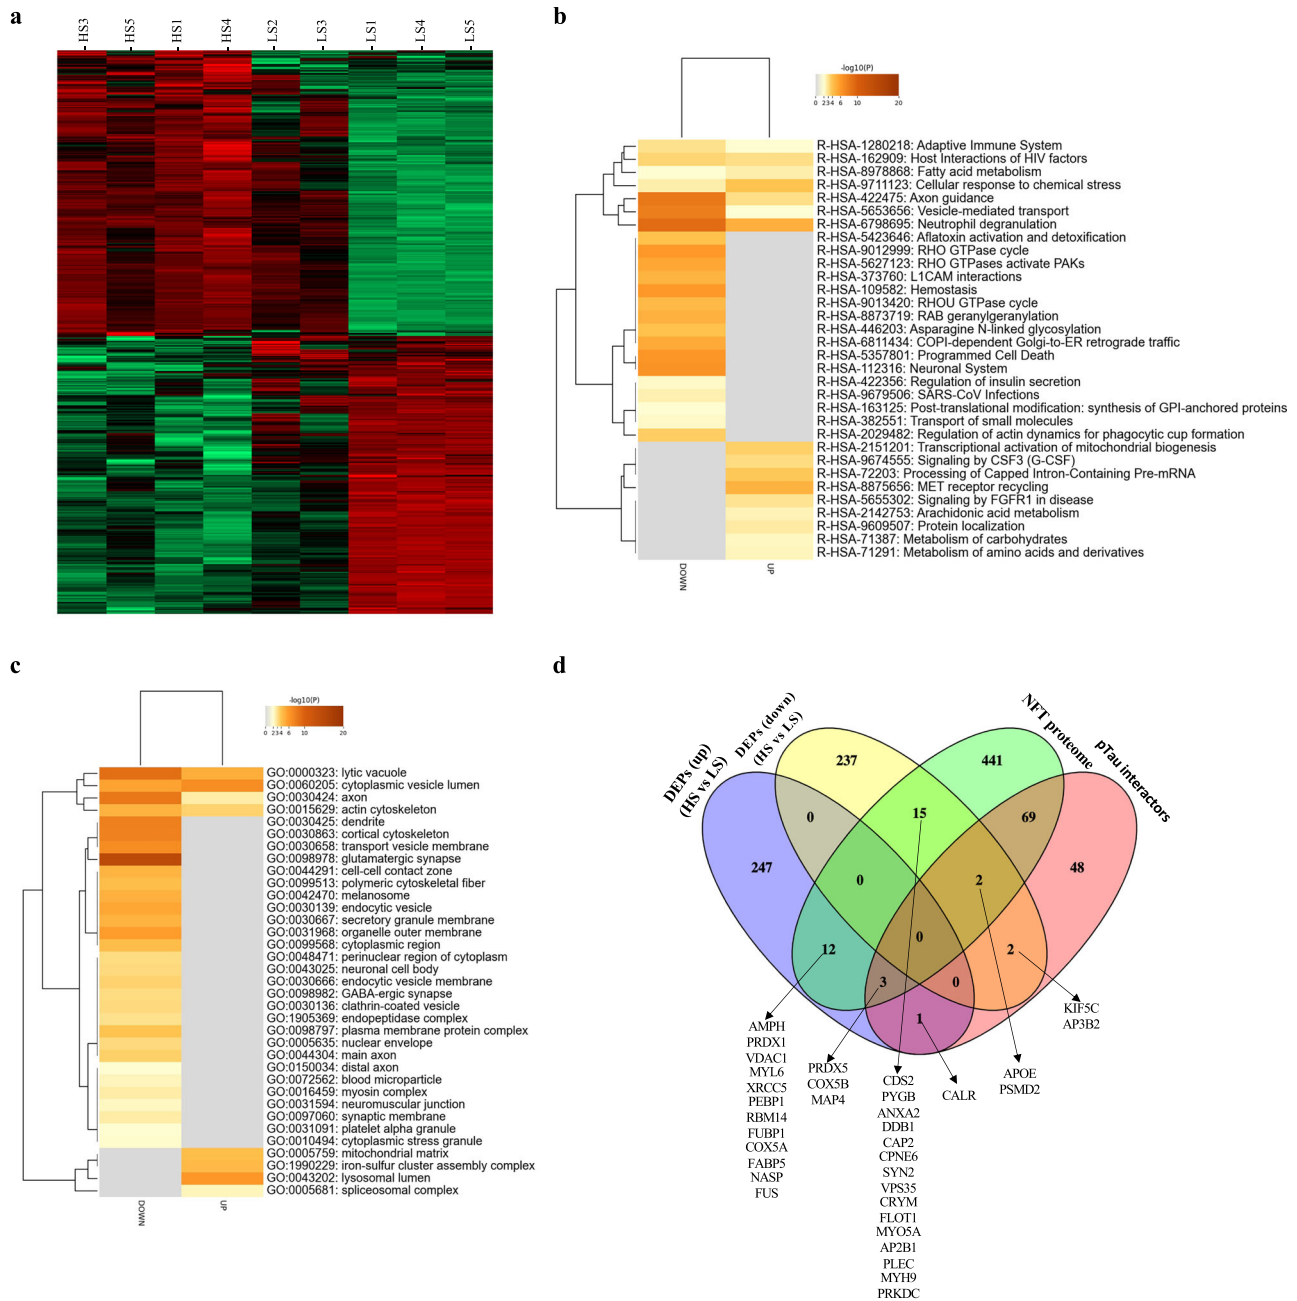 a
HS3 HS5 HS1 HS4 LS2 LS3 LS1 LS4 LS5
b
-log10(P)
0 2 3 4 6 10 20
R-HSA-1280218: Adaptive Immune System
R-HSA-162909: Host Interactions of HIV factors
R-HSA-8978868: Fatty acid metabolism
R-HSA-9711123: Cellular response to chemical stress
R-HSA-422475: Axon guidance
R-HSA-5653656: Vesicle-mediated transport
R-HSA-6798695: Neutrophil degranulation
R-HSA-5423646: Aflatoxin activation and detoxification
R-HSA-9012999: RHO GTPase cycle
R-HSA-5627123: RHO GTPases activate PAKs
R-HSA-373760: L1CAM interactions
R-HSA-109582: Hemostasis
R-HSA-9013420: RHOU GTPase cycle
R-HSA-8873719: RAB geranylgeranylation
R-HSA-446203: Asparagine N-linked glycosylation
R-HSA-6811434: COPI-dependent Golgi-to-ER retrograde traffic
R-HSA-5357801: Programmed Cell Death
R-HSA-112316: Neuronal System
R-HSA-422356: Regulation of insulin secretion
R-HSA-9679506: SARS-CoV Infections
R-HSA-163125: Post-translational modification: synthesis of GPI-anchored proteins
R-HSA-382551: Transport of small molecules
R-HSA-2029482: Regulation of actin dynamics for phagocytic cup formation
R-HSA-2151201: Transcriptional activation of mitochondrial biogenesis
R-HSA-9674555: Signaling by CSF3 (G-CSF)
R-HSA-72203: Processing of Capped Intron-Containing Pre-mRNA
R-HSA-8875656: MET receptor recycling
R-HSA-5655302: Signaling by FGFR1 in disease
R-HSA-2142753: Arachidonic acid metabolism
R-HSA-9609507: Protein localization
R-HSA-71387: Metabolism of carbohydrates
R-HSA-71291: Metabolism of amino acids and derivatives
DOWN UP
c
-log10(P)
0 2 3 4 6 10 20
GO:0000323: lytic vacuole
GO:0060205: cytoplasmic vesicle lumen
GO:0030424: axon
GO:0015629: actin cytoskeleton
GO:0030425: dendrite
GO:0030863: cortical cytoskeleton
GO:0030658: transport vesicle membrane
GO:0098978: glutamatergic synapse
GO:0044291: cell-cell contact zone
GO:0099513: polymeric cytoskeletal fiber
GO:0042470: melanosome
GO:0030139: endocytic vesicle
GO:0030667: secretory granule membrane
GO:0031968: organelle outer membrane
GO:0099568: cytoplasmic region
GO:0048471: perinuclear region of cytoplasm
GO:0043025: neuronal cell body
GO:0030666: endocytic vesicle membrane
GO:0098982: GABA-ergic synapse
GO:0030136: clathrin-coated vesicle
GO:1905369: endopeptidase complex
GO:0098797: plasma membrane protein complex
GO:0005635: nuclear envelope
GO:0044304: main axon
GO:0150034: distal axon
GO:0072562: blood microparticle
GO:0016459: myosin complex
GO:0031594: neuromuscular junction
GO:0097060: synaptic membrane
GO:0031091: platelet alpha granule
GO:0010494: cytoplasmic stress granule
GO:0005759: mitochondrial matrix
GO:1990229: iron-sulfur cluster assembly complex
GO:0043202: lysosomal lumen
GO:0005681: spliceosomal complex
DOWN UP
d
DEPs (up)
(HS vs LS)
DEPs (down)
(HS vs LS)
NFT proteome
pTau interactors
237 441
0 15 69
247 0 2 48
0
12 2
3 0
1
AMPH
PRDX1
VDAC1
MYL6
XRCC5
PEBP1
RBM14
FUBP1
COX5A
FABP5
NASP
FUS
PRDX5
COX5B
MAP4
CDS2
PYGB
ANXA2
DDB1
CAP2
CPNE6
SYN2
VPS35
CRYM
FLOT1
MYO5A
AP2B1
PLEC
MYH9
PRKDC
CALR
APOE
PSMD2
KIF5C
AP3B2